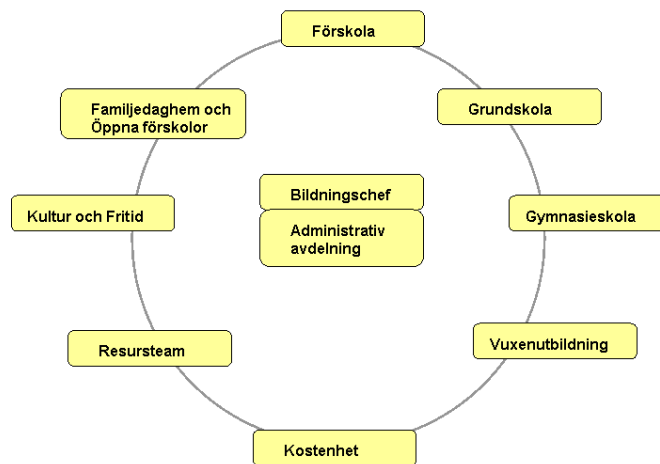 Förskola
Familjedaghem och
Öppna förskolor
Grundskola
Bildningschef
Kultur och Fritid
Gymnasieskola
Administrativ
avdelning
Resursteam
Vuxenutbildning
Kostenhet